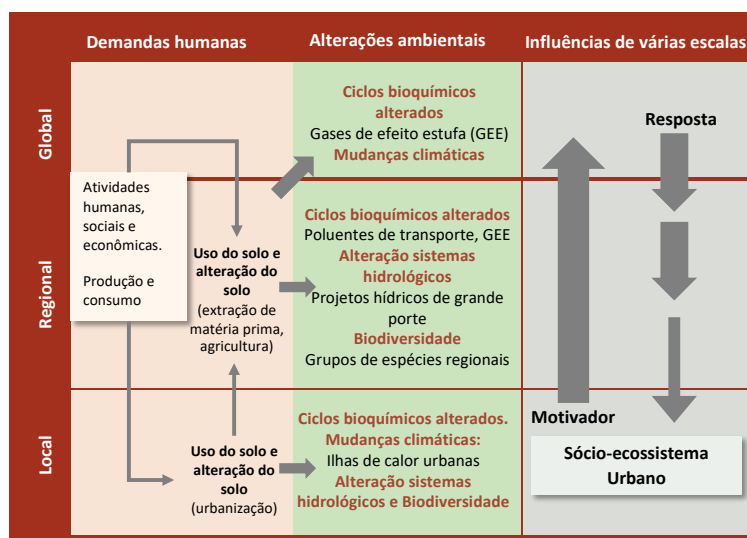 Demandas humanas
Alterações ambientais
Influências de várias escalas
Global
Ciclos bioquímicos
alterados
Gases de efeito estufa (GEE)
Mudanças climáticas
Resposta
Atividades
humanas,
sociais e
econômicas.
Produção e
consumo
Regional
Uso do solo e
alteração do
solo
(extração de
matéria prima,
agricultura)
Ciclos bioquímicos alterados
Poluentes de transporte, GEE
Alteração sistemas
hidrológicos
Projetos hídricos de grande
porte
Biodiversidade
Grupos de espécies regionais
Local
Uso do solo e
alteração do
solo
(urbanização)
Ciclos bioquímicos alterados.
Mudanças climáticas:
Ilhas de calor urbanas
Alteração sistemas
hidrológicos e Biodiversidade
Motivador
Sócio-ecossistema
Urbano